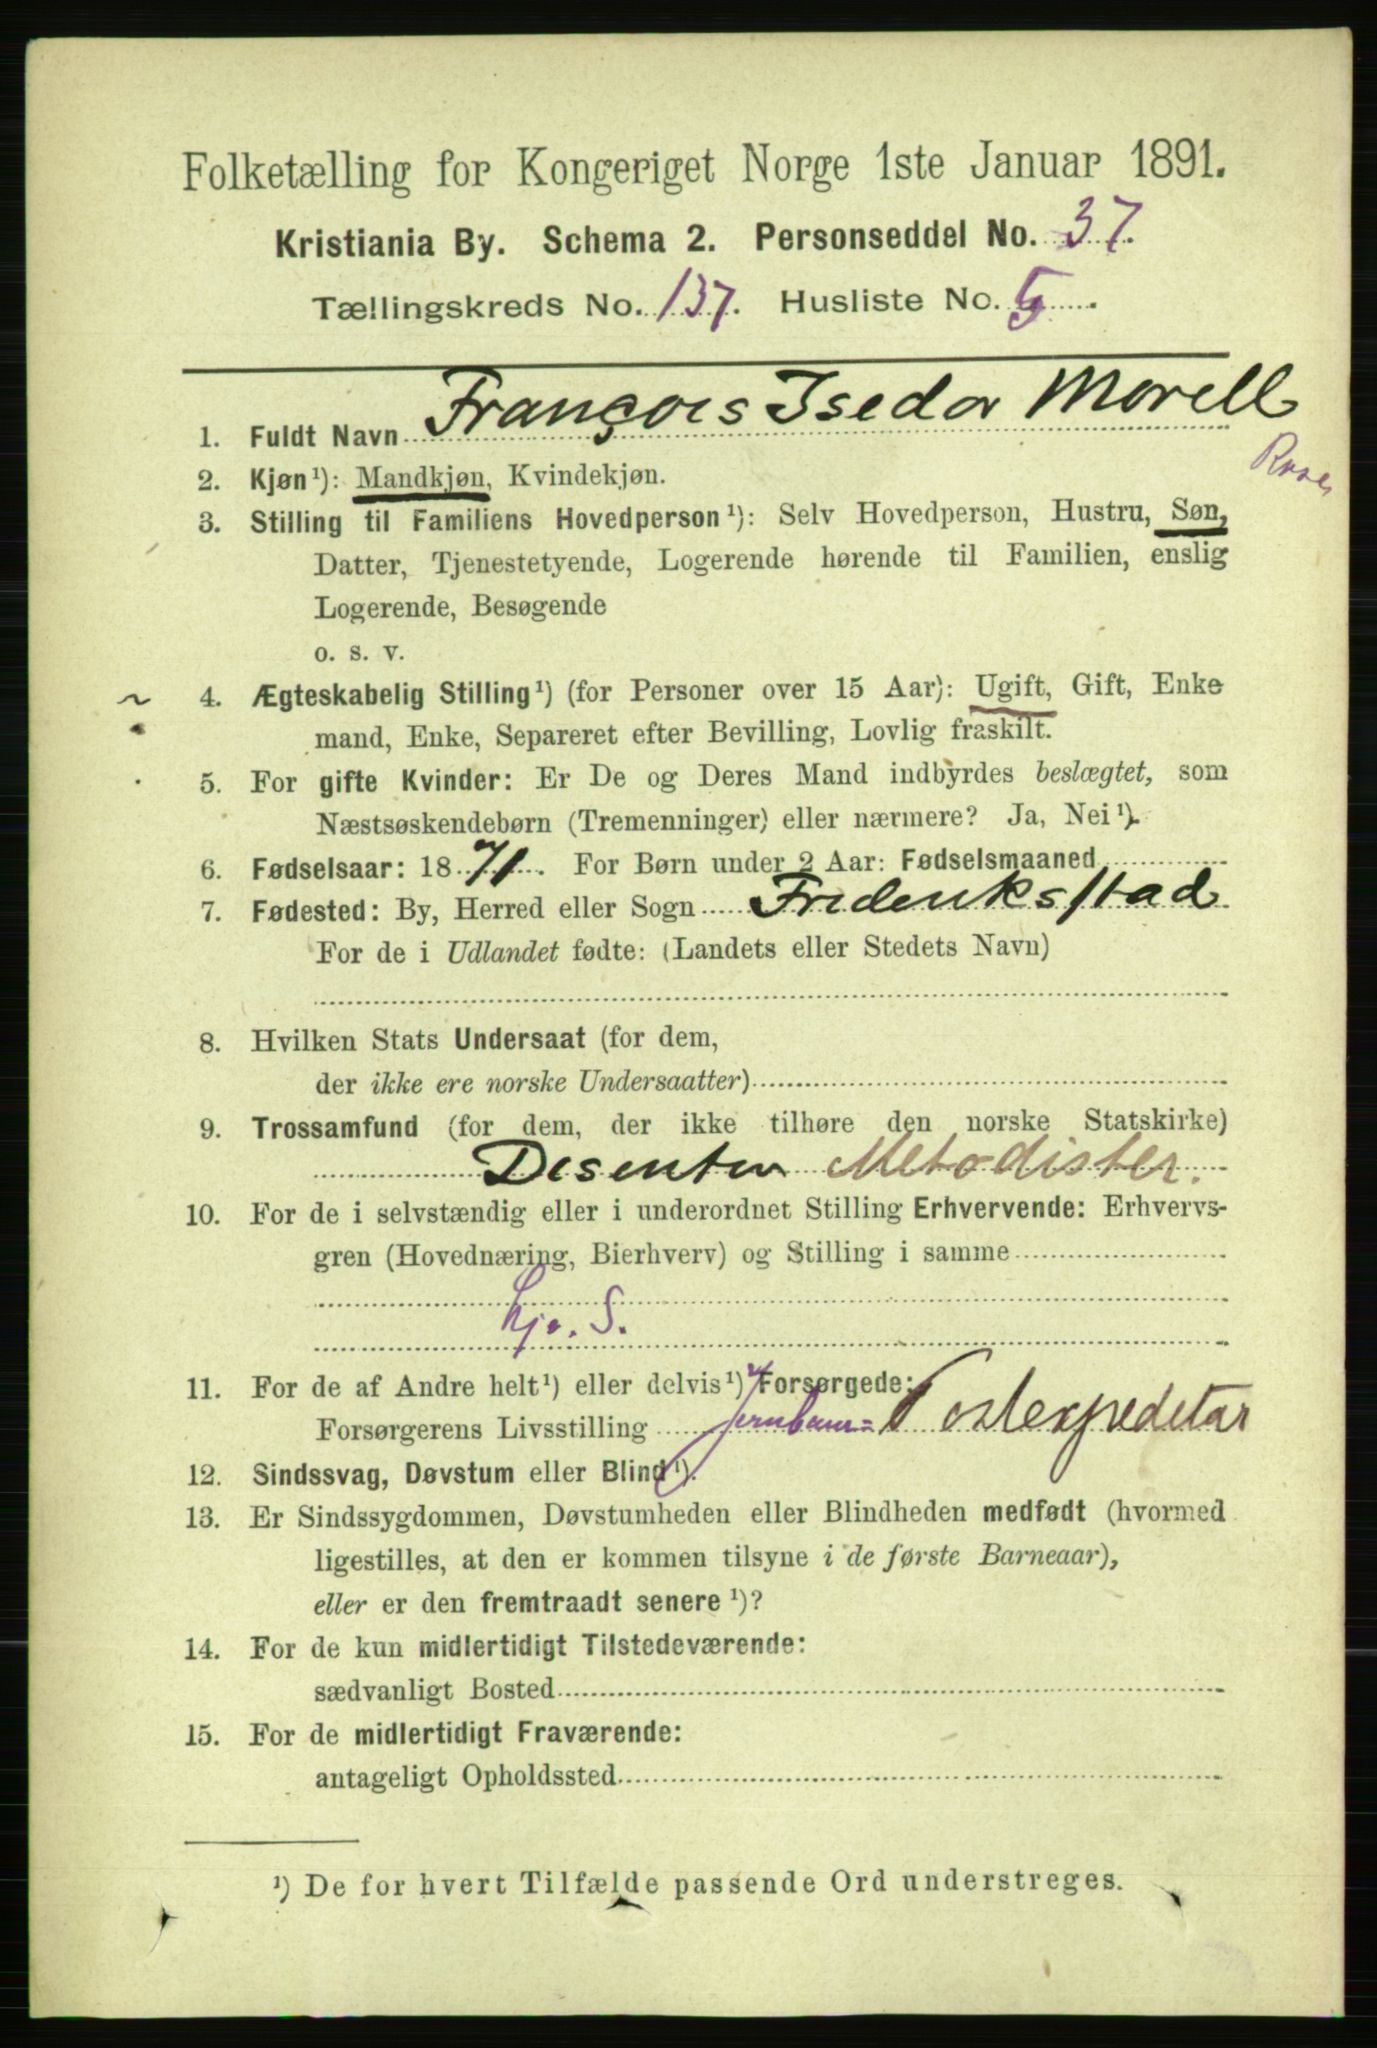 Folketælling for Kongeriget Norge 1ste Januar 1891.
Kristiania By. Schema 2. Personseddel No. 37.
Tællingskreds No. 137. Husliste No. 5.
1. Fuldt Navn François Isedor Morell
2. Kjøn¹): Mandkjøn, Kvindekjøn.
3. Stilling til Familiens Hovedperson¹): Selv Hovedperson, Hustru, Søn,
Datter, Tjenestetyende, Logerende hørende til Familien, enslig
Logerende, Besøgende
o. s. v.
4. Ægteskabelig Stilling¹) (for Personer over 15 Aar): Ugift, Gift, Enke
mand, Enke, Separeret efter Bevilling, Lovlig fraskilt.
5. For gifte Kvinder: Er De og Deres Mand indbyrdes beslægtet, som
Næstsøskendebørn (Tremenninger) eller nærmere? Ja, Nei¹).
6. Fødselsaar: 1871. For Børn under 2 Aar: Fødselsmaaned
7. Fødested: By, Herred eller Sogn Frederiksstad
For de i Udlandet fødte: (Landets eller Stedets Navn)
8. Hvilken Stats Undersaat (for dem,
der ikke ere norske Undersaatter)
9. Trossamfund (for dem, der ikke tilhøre den norske Statskirke)
Desenter Metodister.
10. For de i selvstændig eller i underordnet Stilling Erhvervende: Erhvervs-
gren (Hovednæring, Bierhverv) og Stilling i samme
hj. S.
11. For de af Andre helt¹) eller delvis¹) Forsørgede:
Forsørgerens Livsstilling Jernbane= Postexpeditør
12. Sindssvag, Døvstum eller Blind¹).
13. Er Sindssygdommen, Døvstumheden eller Blindheden medfødt (hvormed
ligestilles, at den er kommen tilsyne i de første Barneaar),
eller er den fremtraadt senere¹)?
14. For de kun midlertidigt Tilstedeværende:
sædvanligt Bosted
15. For de midlertidigt Fraværende:
antageligt Opholdssted
¹) De for hvert Tilfælde passende Ord understreges.